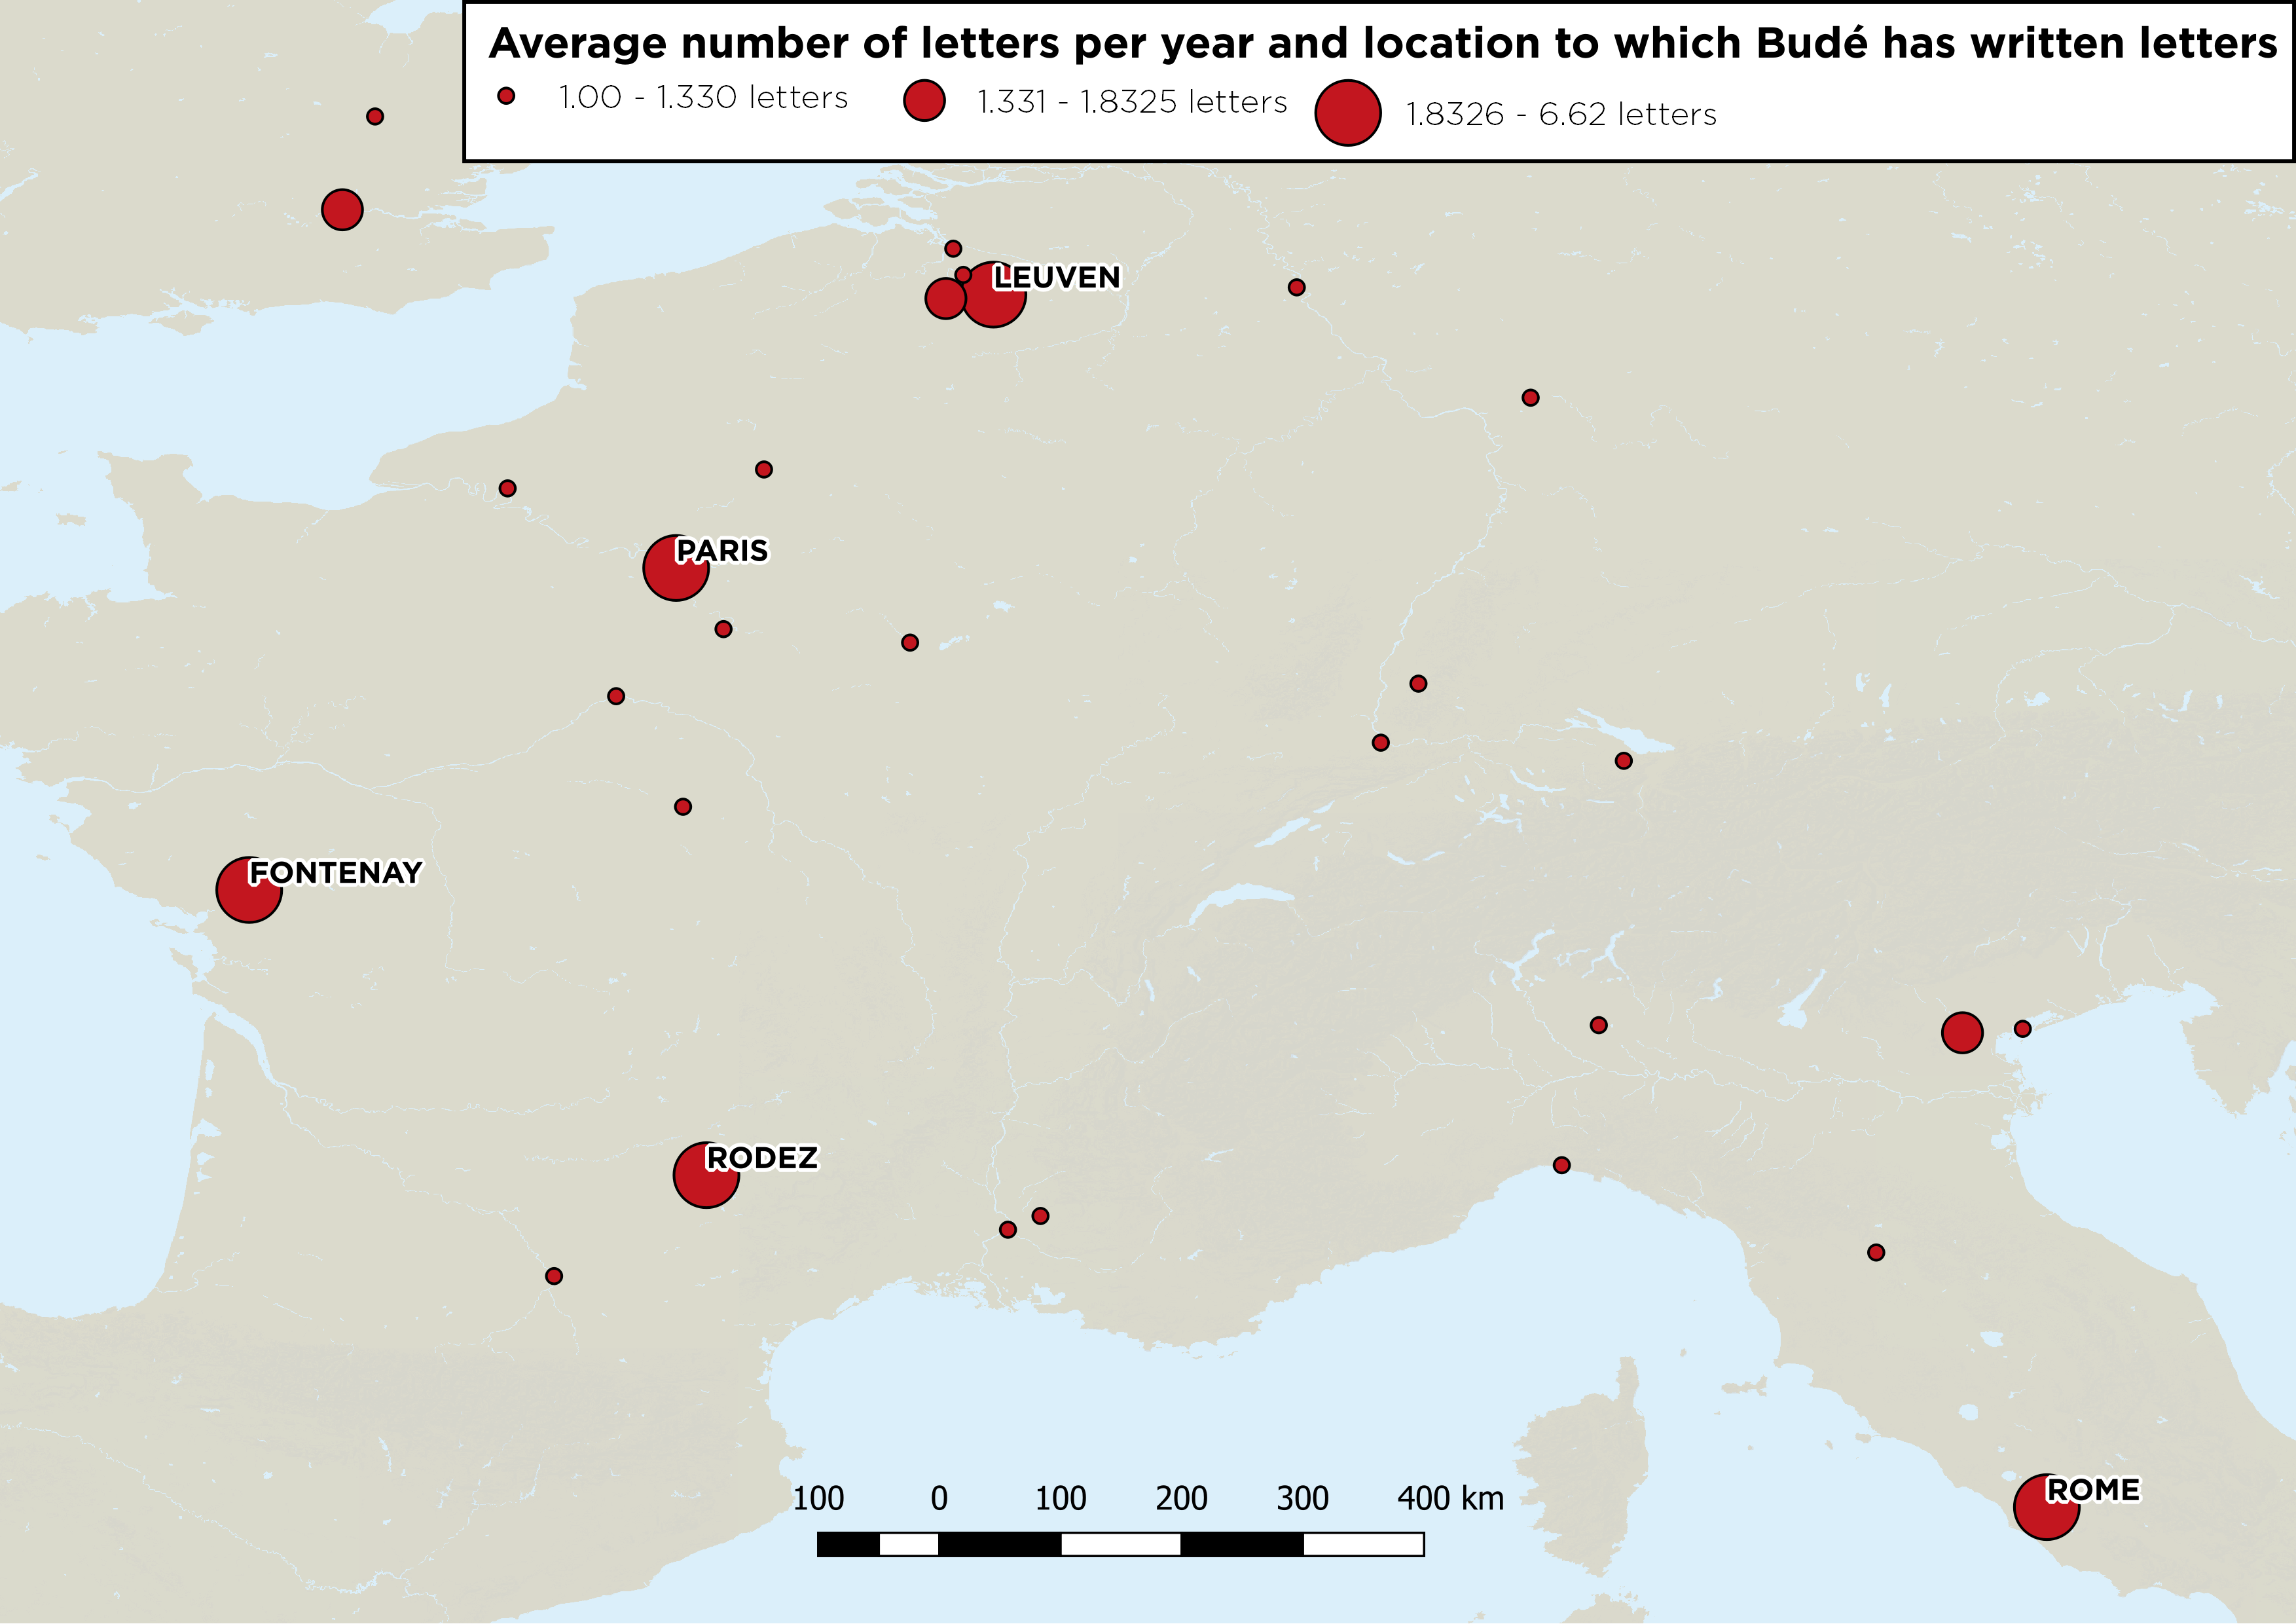 Average number of letters per year and location to which Budé has written letters
1.00 - 1.330 letters 1.331 - 1.8325 letters 1.8326 - 6.62 letters
LEUVEN
PARIS
FONTENAY
RODEZ
ROME
100 0 100 200 300 400 km